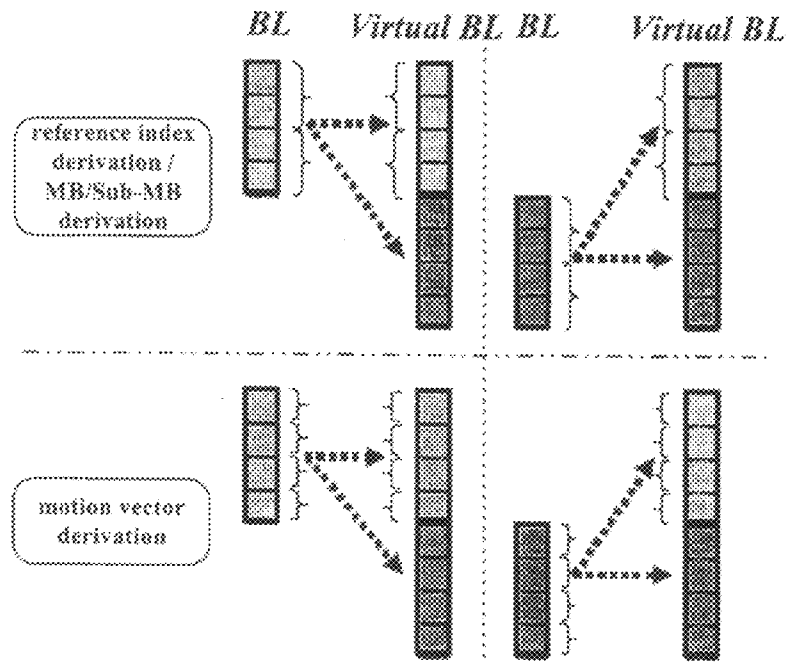 BL Virtual BL BL Virtual BL
reference index
derivation /
MB/Sub-MB
derivation
motion vector
derivation